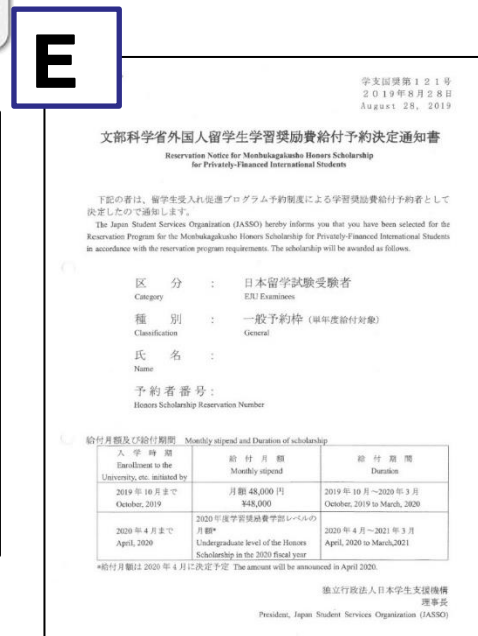 E
学支国奨第121号
2019年8月28日
August 28, 2019
文部科学省外国人留学生学習奨励費給付予約決定通知書
Reservation Notice for Monbukagakusho Honors Scholarship
for Privately-Financed International Students
下記の者は、留学生受入れ促進プログラム予約制度による学習奨励費給付予約者として
決定したので通知します。
The Japan Student Services Organization (JASSO) hereby informs you that you have been selected for the
Reservation Program for the Monbukagakusho Honors Scholarship for Privately-Financed International Students
in accordance with the reservation program requirements. The scholarship will be awarded as follows.
区 分 : 日本留学試験受験者
Category EJU Examinees
種 別 : 一般予約枠 (単年度給付対象)
Classification General
氏 名 :
Name
予約者番号:
Honors Scholarship Reservation Number
給付月額及び給付期間 Monthly stipend and Duration of scholarship
入 学 時 期
Enrollment to the
University, etc. initiated by
給 付 月 額
Monthly stipend
給 付 期 間
Duration
2019年10月まで
October, 2019
月額 48,000 円
¥48,000
2019年10月～2020年3月
October, 2019 to March, 2020
2020年4月まで
April, 2020
2020年度学習奨励費学部レベルの
月額*
Undergraduate level of the Honors
Scholarship in the 2020 fiscal year
2020年4月～2021年3月
April, 2020 to March,2021
*給付月額は2020年4月に決定予定 The amount will be announced in April 2020.
独立行政法人日本学生支援機構
理事長
President, Japan Student Services Organization (JASSO)